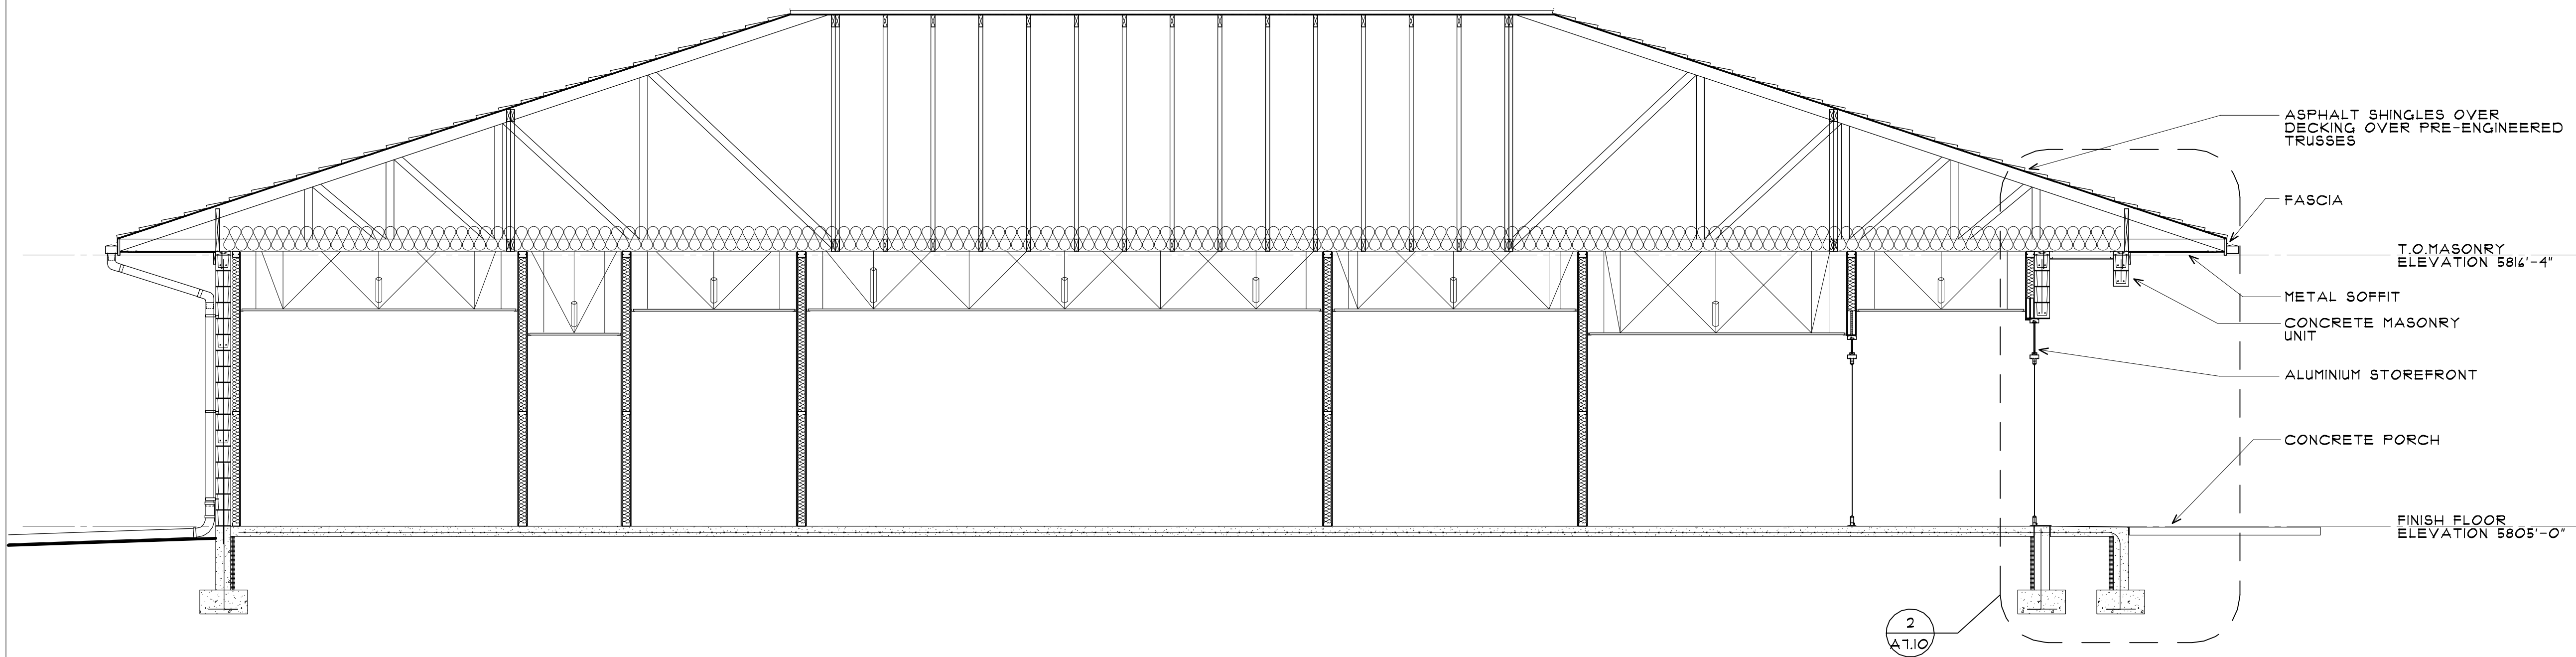 ASPHALT SHINGLES OVER
DECKING OVER PRE-ENGINEERED
TRUSSES
FASCIA
T.O.MASONRY
ELEVATION 5816'-4"
METAL SOFFIT
CONCRETE MASONRY
UNIT
ALUMINIUM STOREFRONT
CONCRETE PORCH
FINISH FLOOR
ELEVATION 5805'-0"
2
A7.10